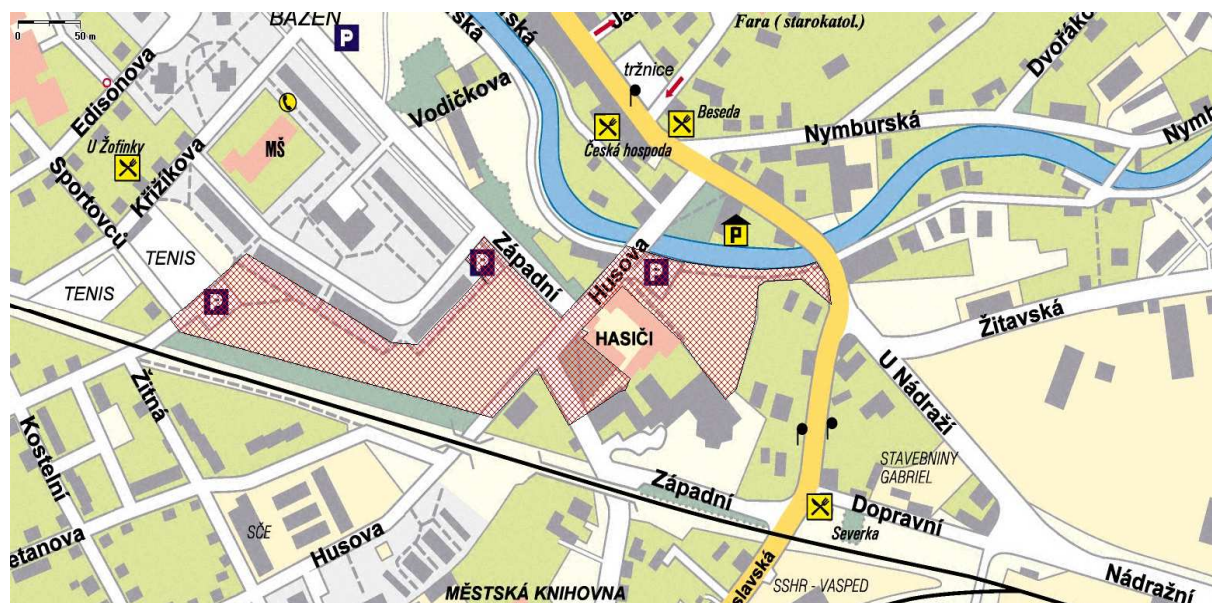 0 50 m
BAZÉN
P
Fara ( starokatol.)
Dvořáko
Edisonova
Vodičkova
tržnice
Beseda
Nymburská
Nymb
U Žofinky
MŠ
Česká hospoda
Sportovců
Křižíkova
P
TENIS
TENIS
Západní
Husova
P
P
P
HASIČI
Žitavská
Žitná
U Nádraží
Kostelní
STAVEBNINY
GABRIEL
SČE
Husova
Západní
Dopravní
Severka
etanova
MĚSTSKÁ KNIHOVNA
slavská
SSHR - VASPED
Nádražní